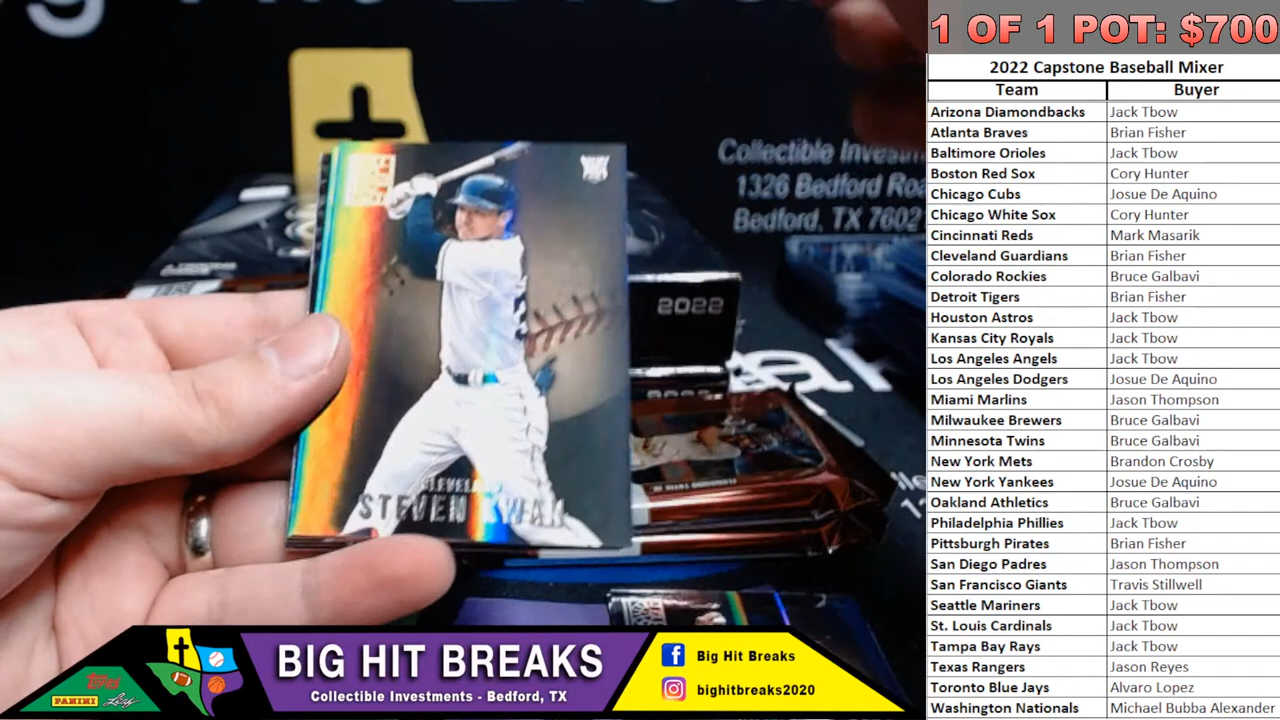 1 OF 1 POT: $700
2022 Capstone Baseball Mixer
Team Buyer
Arizona Diamondbacks Jack Tbow
Atlanta Braves Brian Fisher
Baltimore Orioles Jack Tbow
Boston Red Sox Cory Hunter
Chicago Cubs Josue De Aquino
Chicago White Sox Cory Hunter
Cincinnati Reds Mark Masarik
Cleveland Guardians Brian Fisher
Colorado Rockies Bruce Galbavi
Detroit Tigers Brian Fisher
Houston Astros Jack Tbow
Kansas City Royals Jack Tbow
Los Angeles Angels Jack Tbow
Los Angeles Dodgers Josue De Aquino
Miami Marlins Jason Thompson
Milwaukee Brewers Bruce Galbavi
Minnesota Twins Bruce Galbavi
New York Mets Brandon Crosby
New York Yankees Josue De Aquino
Oakland Athletics Bruce Galbavi
Philadelphia Phillies Jack Tbow
Pittsburgh Pirates Brian Fisher
San Diego Padres Jason Thompson
San Francisco Giants Travis Stillwell
Seattle Mariners Jack Tbow
St. Louis Cardinals Jack Tbow
Tampa Bay Rays Jack Tbow
Texas Rangers Jason Reyes
Toronto Blue Jays Alvaro Lopez
Washington Nationals Michael Bubba Alexander
Collectible Investm
1326 Bedford Roa
Bedford, TX 7602
2022
STEVEN KWAN
BIG HIT BREAKS
Collectible Investments - Bedford, TX
Big Hit Breaks
bighitbreaks2020
Topps
PANINI
Leaf